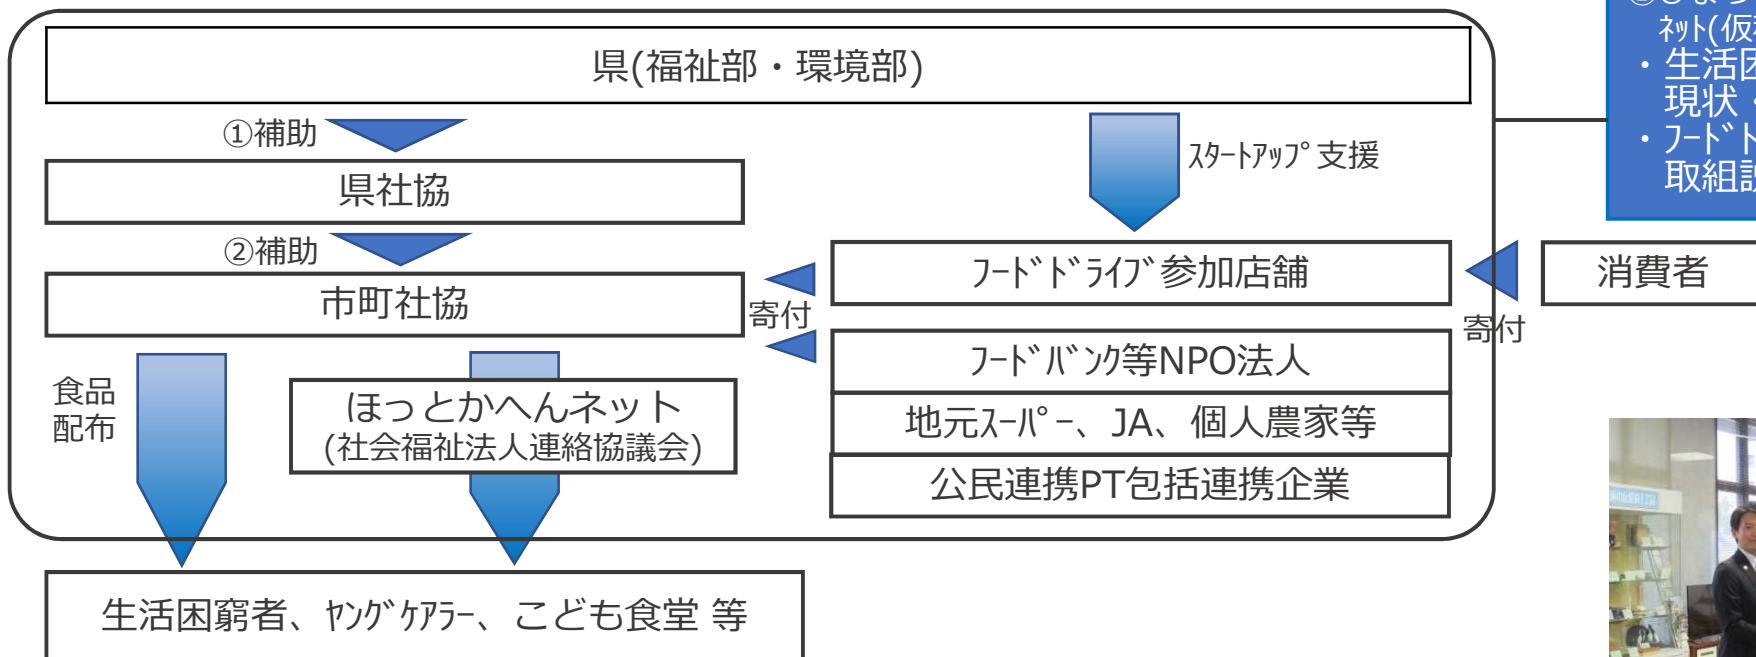 県(福祉部・環境部)
①補助
県社協
②補助
市町社協
ｽﾀｰﾄｱｯﾌﾟ支援
ﾌｰﾄﾞﾄﾞﾗｲﾌﾞ参加店舗
消費者
寄付
寄付
ﾌｰﾄﾞﾊﾞﾝｸ等NPO法人
地元ｽｰﾊﾟｰ、JA、個人農家等
公民連携PT包括連携企業
食品
配布
ほっとかへんネット
(社会福祉法人連絡協議会)
生活困窮者、ﾔﾝｸﾞｹｱﾗｰ、こども食堂 等
ﾈｯﾄ(仮
・生活困
現状・
・ﾌｰﾄﾞﾄ
取組説